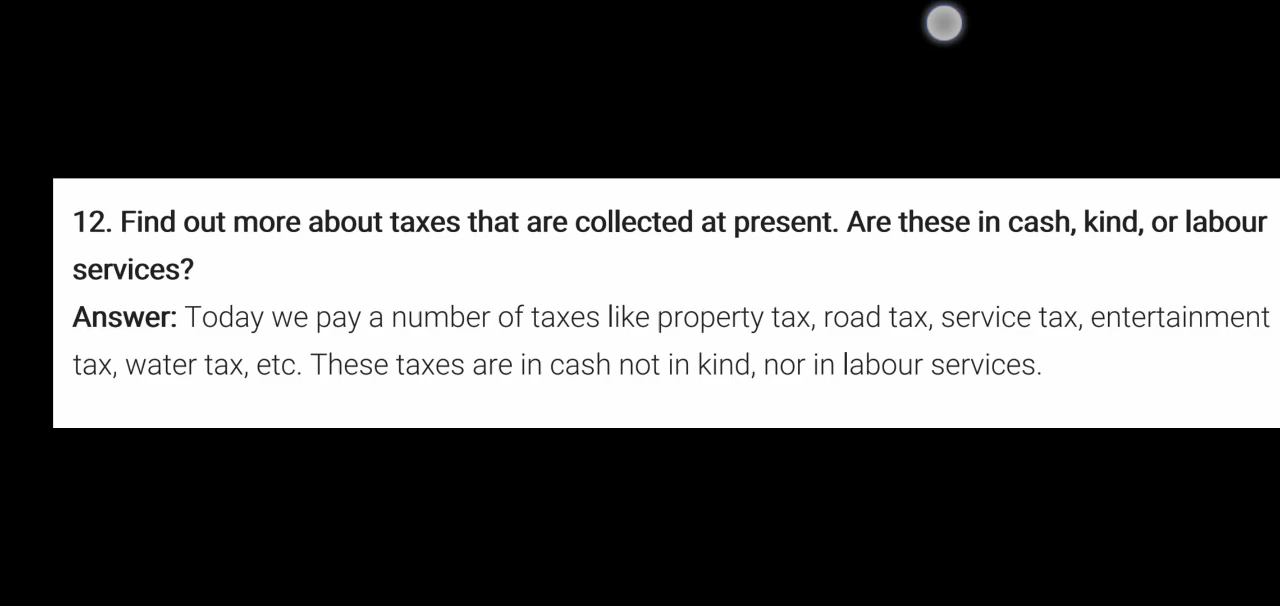 12. Find out more about taxes that are collected at present. Are these in cash, kind, or labour
services?
Answer: Today we pay a number of taxes like property tax, road tax, service tax, entertainment
tax, water tax, etc. These taxes are in cash not in kind, nor in labour services.